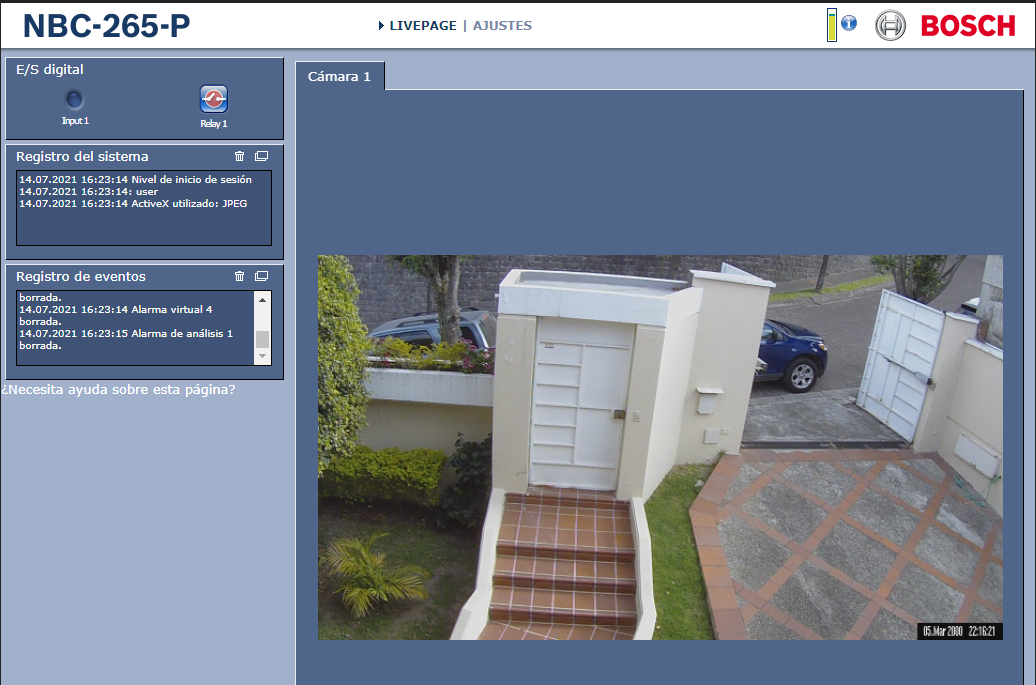 NBC-265-P
LIVEPAGE | AJUSTES
BOSCH
E/S digital
Input 1
Relay 1
Registro del sistema
14.07.2021 16:23:14 Nivel de inicio de sesión
14.07.2021 16:23:14: user
14.07.2021 16:23:14 ActiveX utilizado: JPEG
Registro de eventos
borrada.
14.07.2021 16:23:14 Alarma virtual 4
borrada.
14.07.2021 16:23:15 Alarma de análisis 1
borrada.
¿Necesita ayuda sobre esta página?
Cámara 1
05.Mar 2000 22:16:21